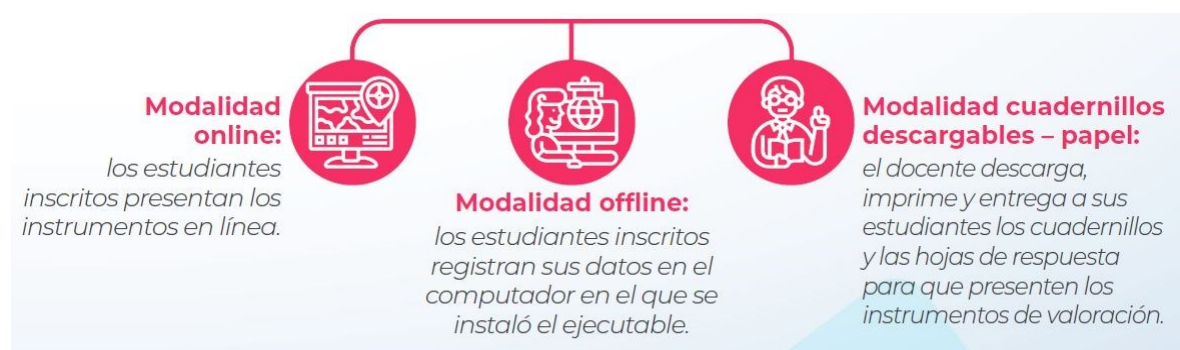 Modalidad
online:
los estudiantes
inscritos presentan los
instrumentos en línea.
Modalidad offline:
los estudiantes inscritos
registran sus datos en el
computador en el que se
instaló el ejecutable.
Modalidad cuadernillos
descargables – papel:
el docente descarga,
imprime y entrega a sus
estudiantes los cuadernillos
y las hojas de respuesta
para que presenten los
instrumentos de valoración.